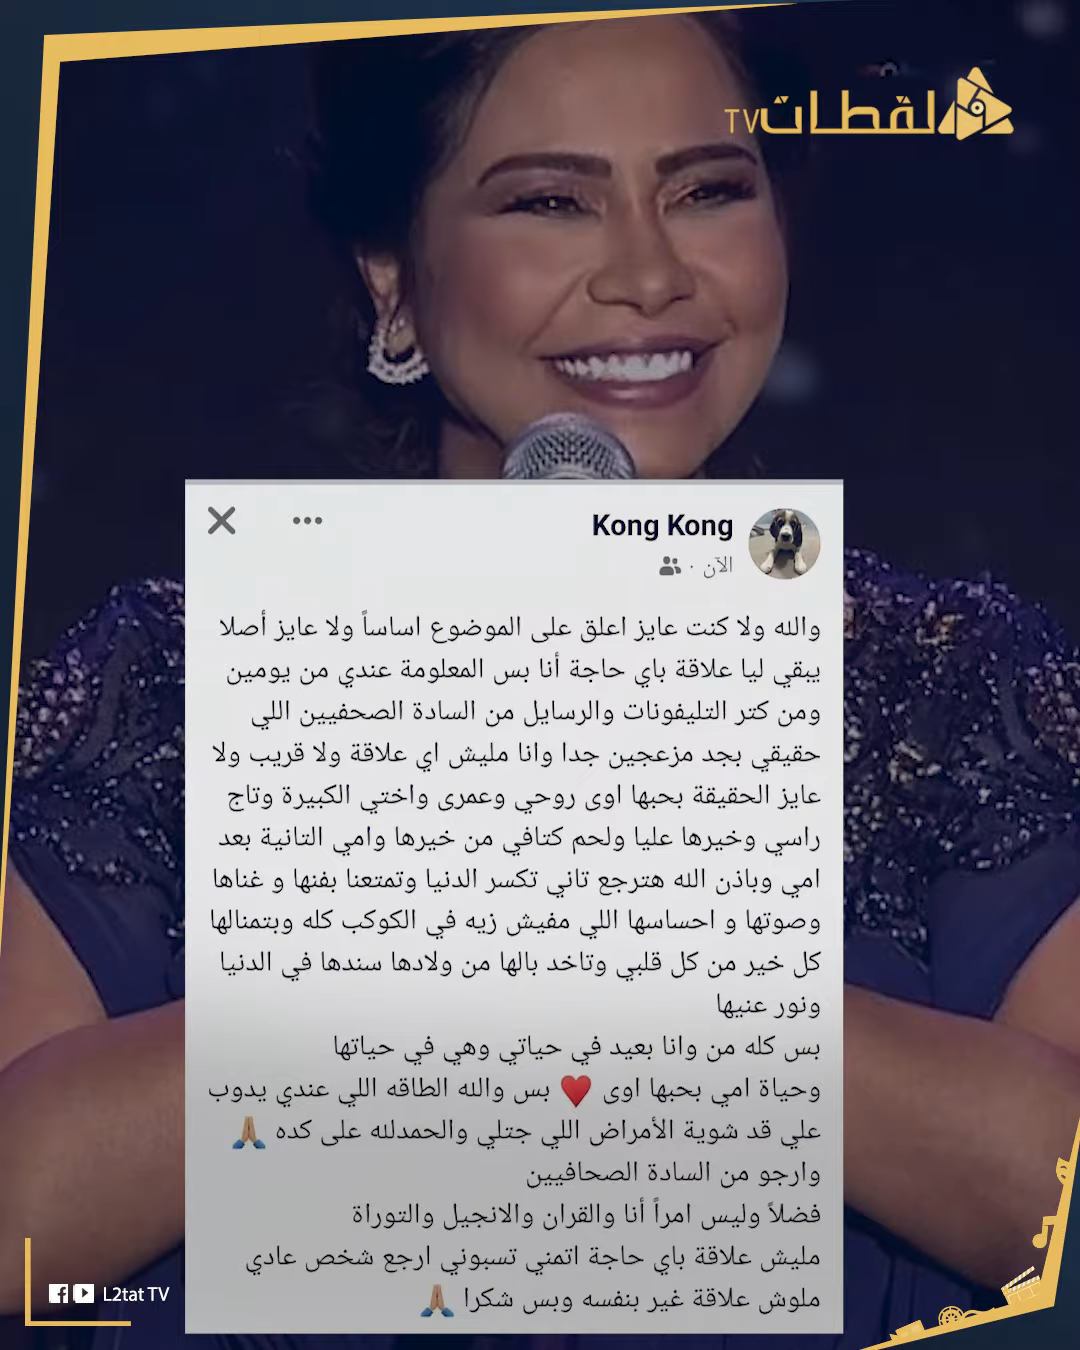 لقطات TV
Kong Kong
الآن ·
والله ولا كنت عايز اعلق على الموضوع اساساً ولا عايز أصلا
يبقي ليا علاقة باي حاجة أنا بس المعلومة عندي من يومين
ومن كتر التليفونات والرسايل من السادة الصحفيين اللي
حقيقي بجد مزعجين جدا وانا مليش اي علاقة ولا قريب ولا
عايز الحقيقة بحبها اوى روحي وعمرى واختي الكبيرة وتاج
راسي وخيرها عليا ولحم كتافي من خيرها وامي التانية بعد
امي وباذن الله هترجع تاني تكسر الدنيا وتمتعنا بفنها و غناها
وصوتها و احساسها اللي مفيش زيه في الكوكب كله وبتمنالها
كل خير من كل قلبي وتاخد بالها من ولادها سندها في الدنيا
ونور عنيها
بس كله من وانا بعيد في حياتي وهي في حياتها
وحياة امي بحبها اوى ♥️ بس والله الطاقه اللي عندي يدوب
علي قد شوية الأمراض اللي جتلي والحمدلله على كده 🙏🏼
وارجو من السادة الصحافيين
فضلاً وليس امراً أنا والقران والانجيل والتوراة
مليش علاقة باي حاجة اتمني تسبوني ارجع شخص عادي
ملوش علاقة غير بنفسه وبس شكرا 🙏🏼
L2tat TV